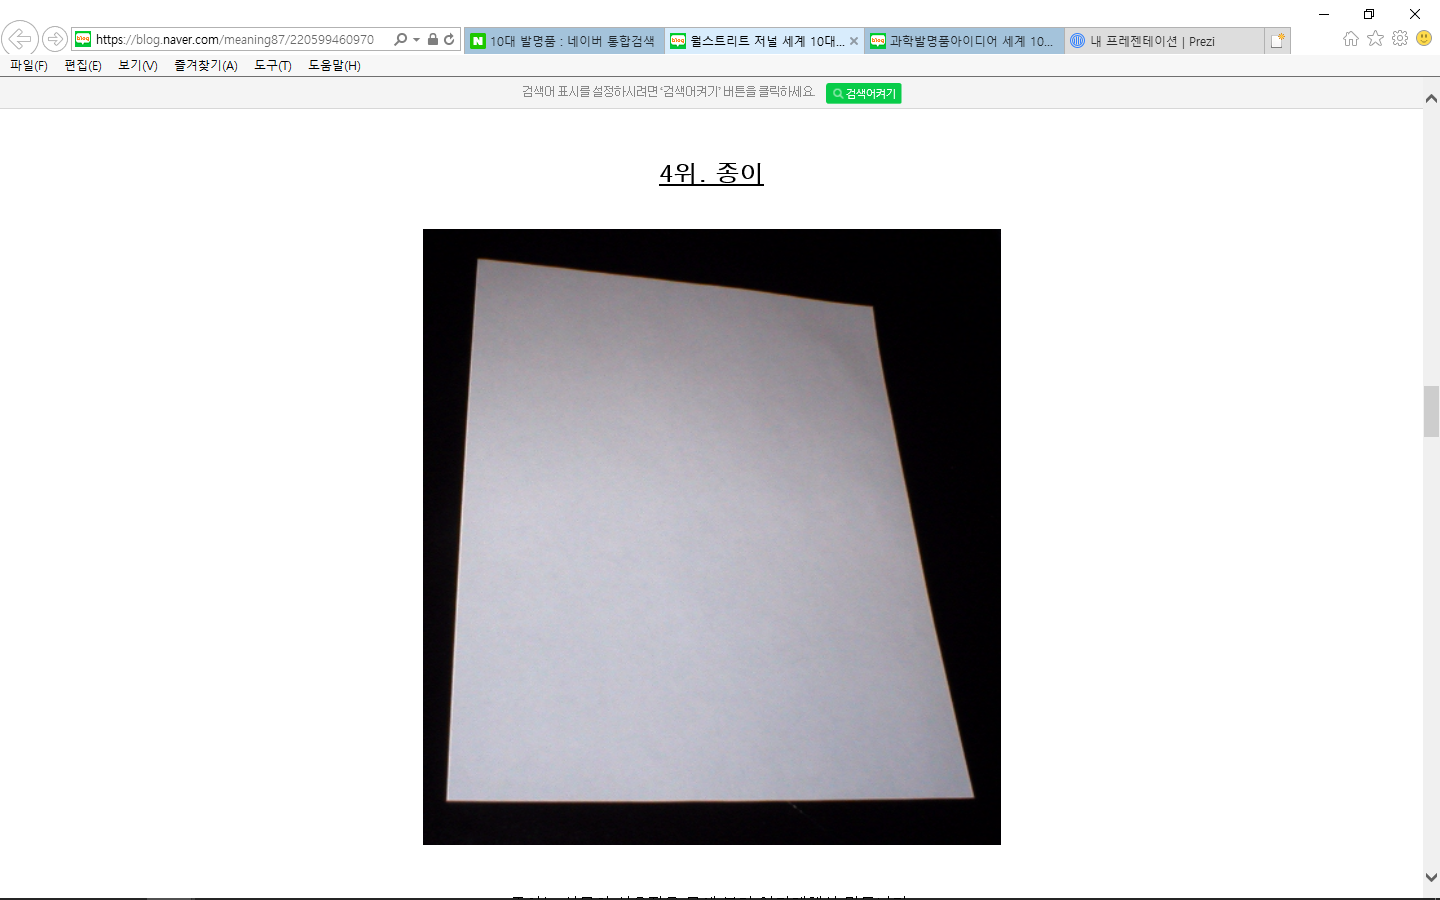 https://blog.naver.com/meaning87/220599460970
10대 발명품 : 네이버 통합검색
월스트리트 저널 세계 10대...
과학발명품아이디어 세계 10...
내 프레젠테이션 | Prezi
파일(F) 편집(E) 보기(V) 즐겨찾기(A) 도구(T) 도움말(H)
검색어 표시를 설정하시려면 '검색어켜기' 버튼을 클릭하세요. 검색어켜기
4위. 종이